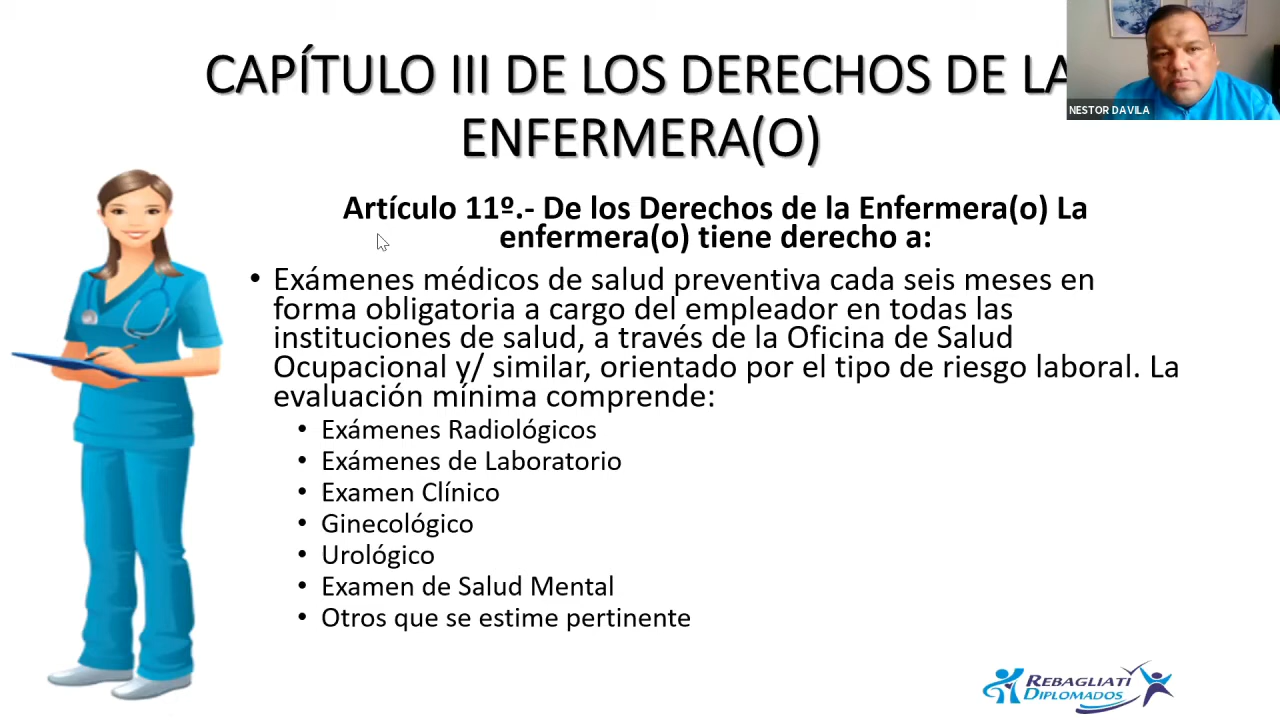 CAPÍTULO III DE LOS DERECHOS DE LA
ENFERMERA(O)
NESTOR DAVILA
Artículo 11º.- De los Derechos de la Enfermera(o) La
enfermera(o) tiene derecho a:
• Exámenes médicos de salud preventiva cada seis meses en
forma obligatoria a cargo del empleador en todas las
instituciones de salud, a través de la Oficina de Salud
Ocupacional y/ similar, orientado por el tipo de riesgo laboral. La
evaluación mínima comprende:
• Exámenes Radiológicos
• Exámenes de Laboratorio
• Examen Clínico
• Ginecológico
• Urológico
• Examen de Salud Mental
• Otros que se estime pertinente
REBAGLIATI
DIPLOMADOS